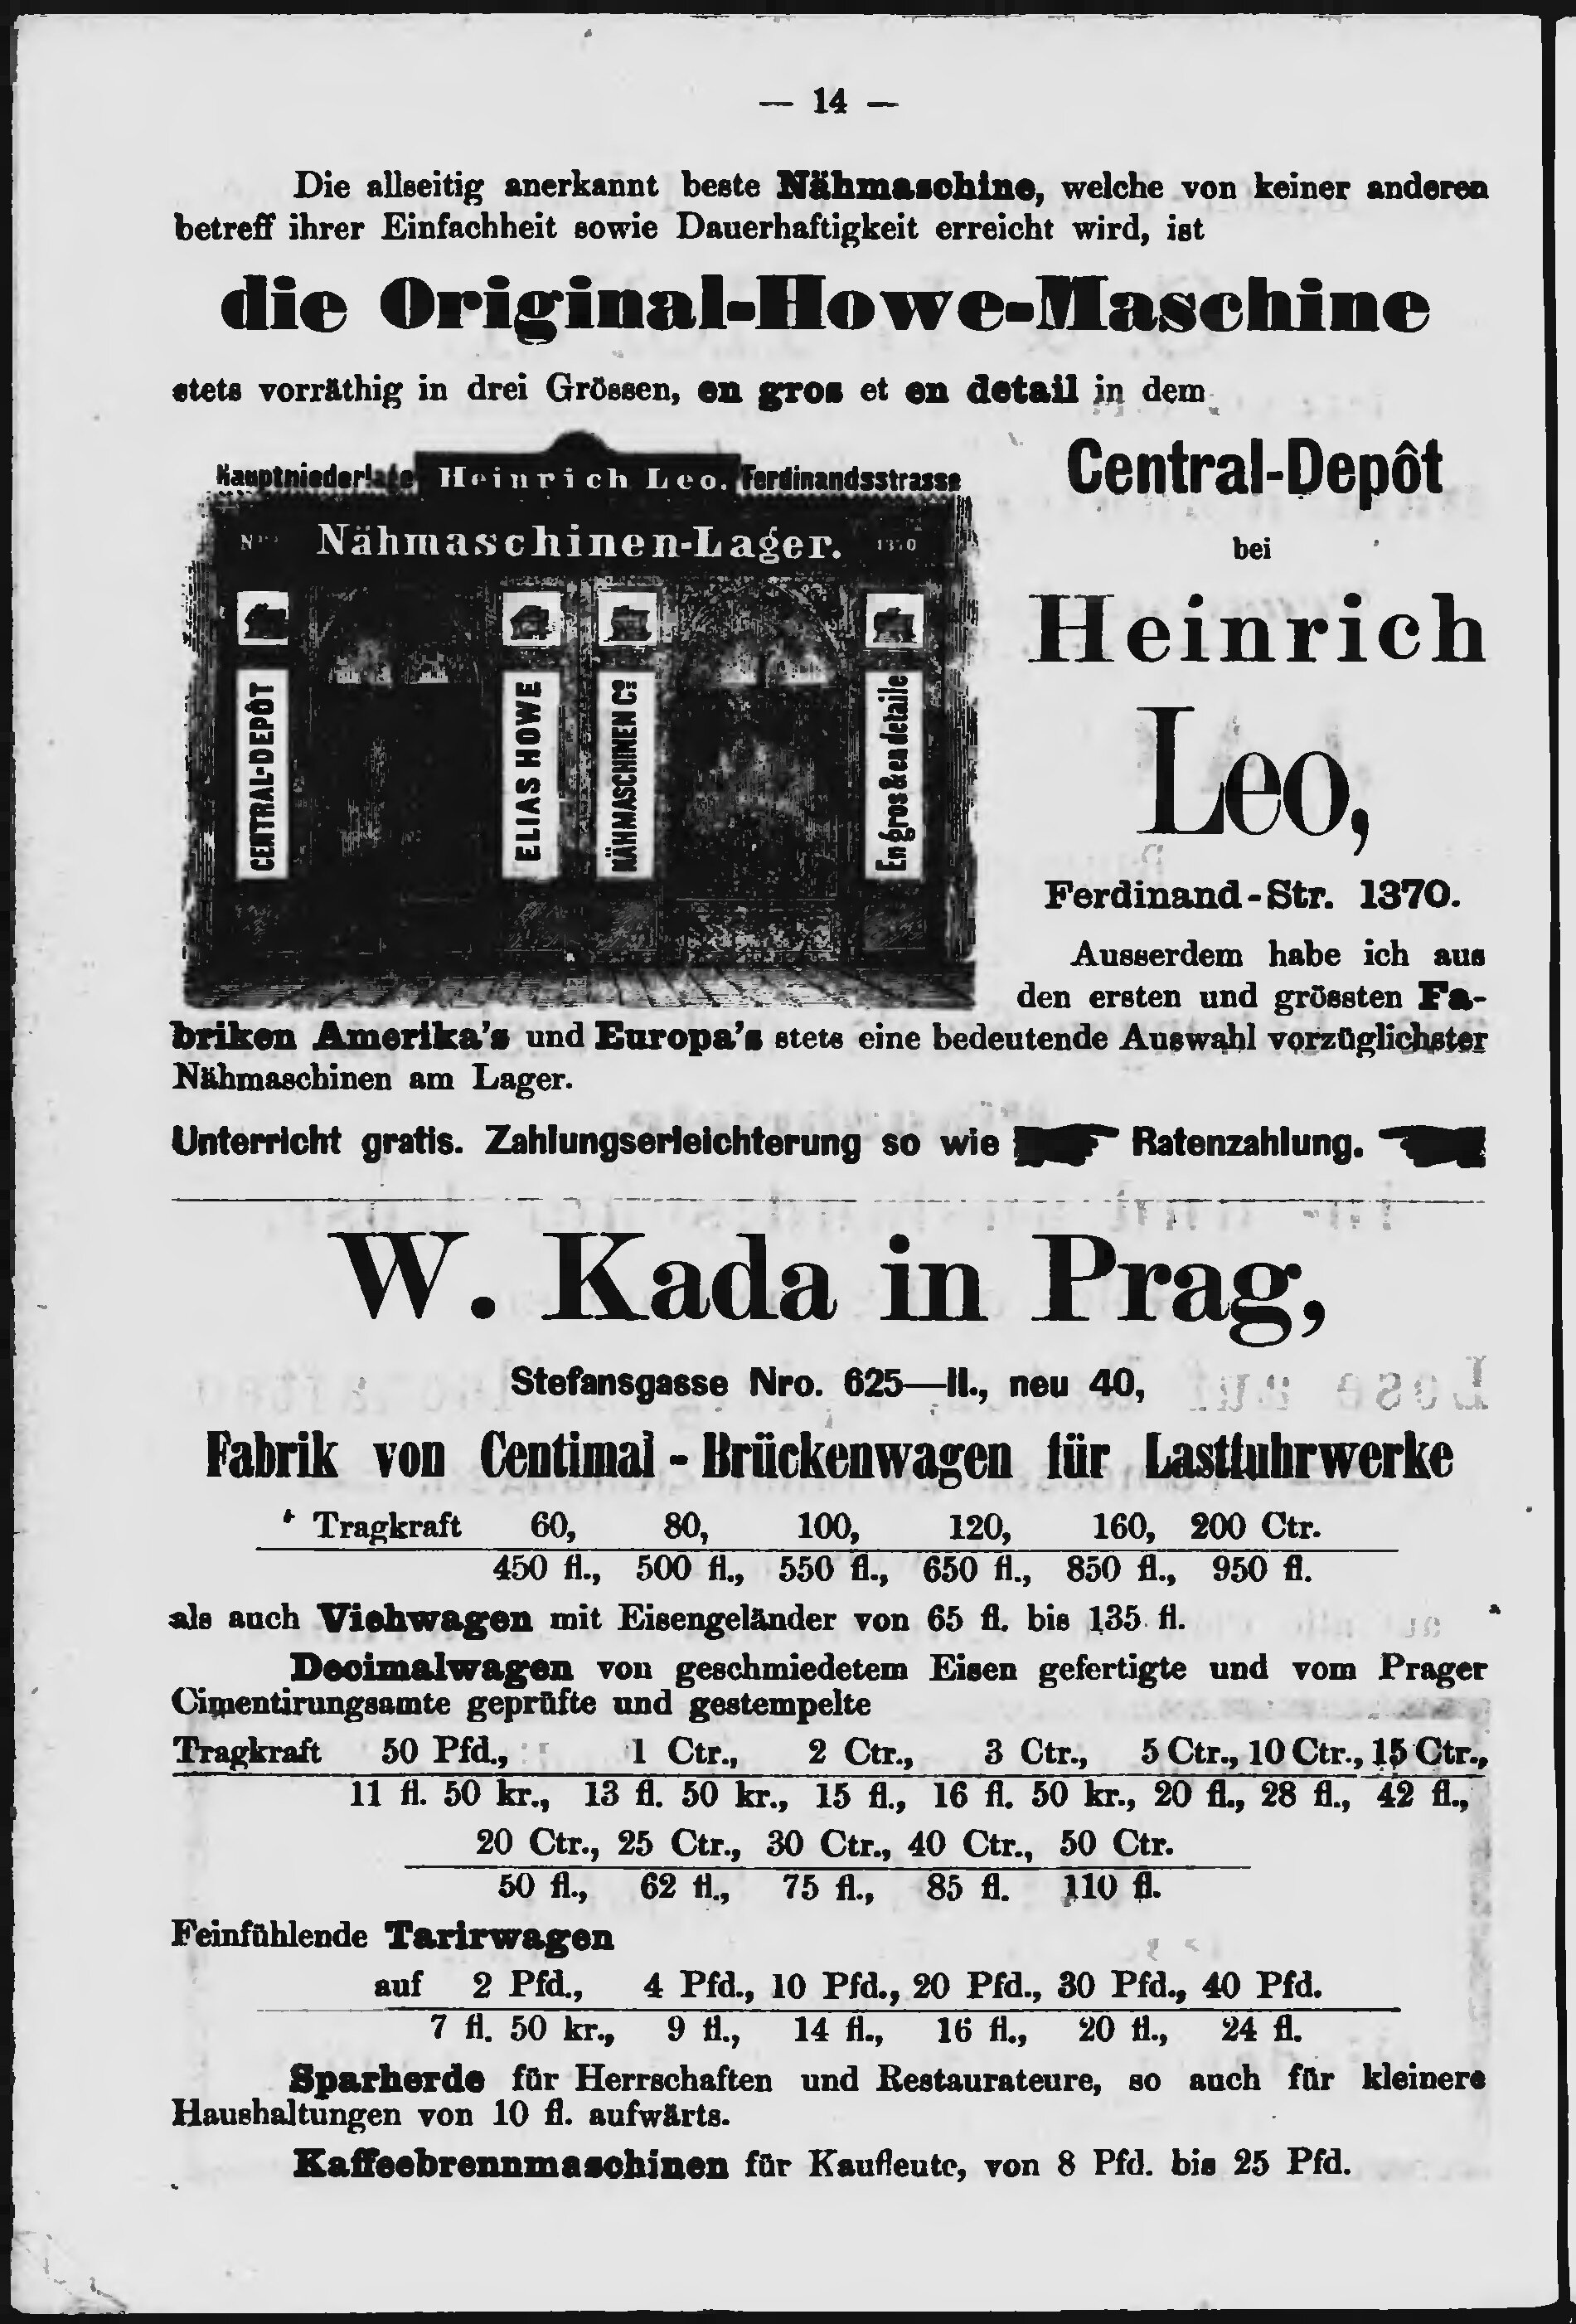 — 14 —
Die allseitig anerkannt beste Nähmaschine, welche von keiner anderen
betreff ihrer Einfachheit sowie Dauerhaftigkeit erreicht wird, ist
die Original-Howe-Maschine
stets vorräthig in drei Grössen, en gros et en detail in dem
Hauptniederlage Heinrich Leo. Ferdinandsstrasse
Nähmaschinen-Lager. 1370
CENTRAL-DEPÔT
ELIAS HOWE
NÄHMASCHINEN Co
En gros & en detaile
Central-Depôt
bei
Heinrich
Leo,
Ferdinand-Str. 1370.
Ausserdem habe ich aus
den ersten und grössten Fa-
briken Amerika's und Europa's stets eine bedeutende Auswahl vorzüglichster
Nähmaschinen am Lager.
Unterricht gratis. Zahlungserleichterung so wie Ratenzahlung.
W. Kada in Prag,
Stefansgasse Nro. 625—II., neu 40,
Fabrik von Centimal-Brückenwagen für Lastfuhrwerke
Tragkraft 60, 80, 100, 120, 160, 200 Ctr.
450 fl., 500 fl., 550 fl., 650 fl., 850 fl., 950 fl.
als auch Viehwagen mit Eisengeländer von 65 fl. bis 135 fl.
Decimalwagen von geschmiedetem Eisen gefertigte und vom Prager
Cimentirungsamte geprüfte und gestempelte
Tragkraft 50 Pfd., 1 Ctr., 2 Ctr., 3 Ctr., 5 Ctr., 10 Ctr., 15 Ctr.,
11 fl. 50 kr., 13 fl. 50 kr., 15 fl., 16 fl. 50 kr., 20 fl., 28 fl., 42 fl.,
20 Ctr., 25 Ctr., 30 Ctr., 40 Ctr., 50 Ctr.
50 fl., 62 fl., 75 fl., 85 fl. 110 fl.
Feinfühlende Tarirwagen
auf 2 Pfd., 4 Pfd., 10 Pfd., 20 Pfd., 30 Pfd., 40 Pfd.
7 fl. 50 kr., 9 fl., 14 fl., 16 fl., 20 fl., 24 fl.
Sparherde für Herrschaften und Restaurateure, so auch für kleinere
Haushaltungen von 10 fl. aufwärts.
Kaffeebrennmaschinen für Kaufleute, von 8 Pfd. bis 25 Pfd.